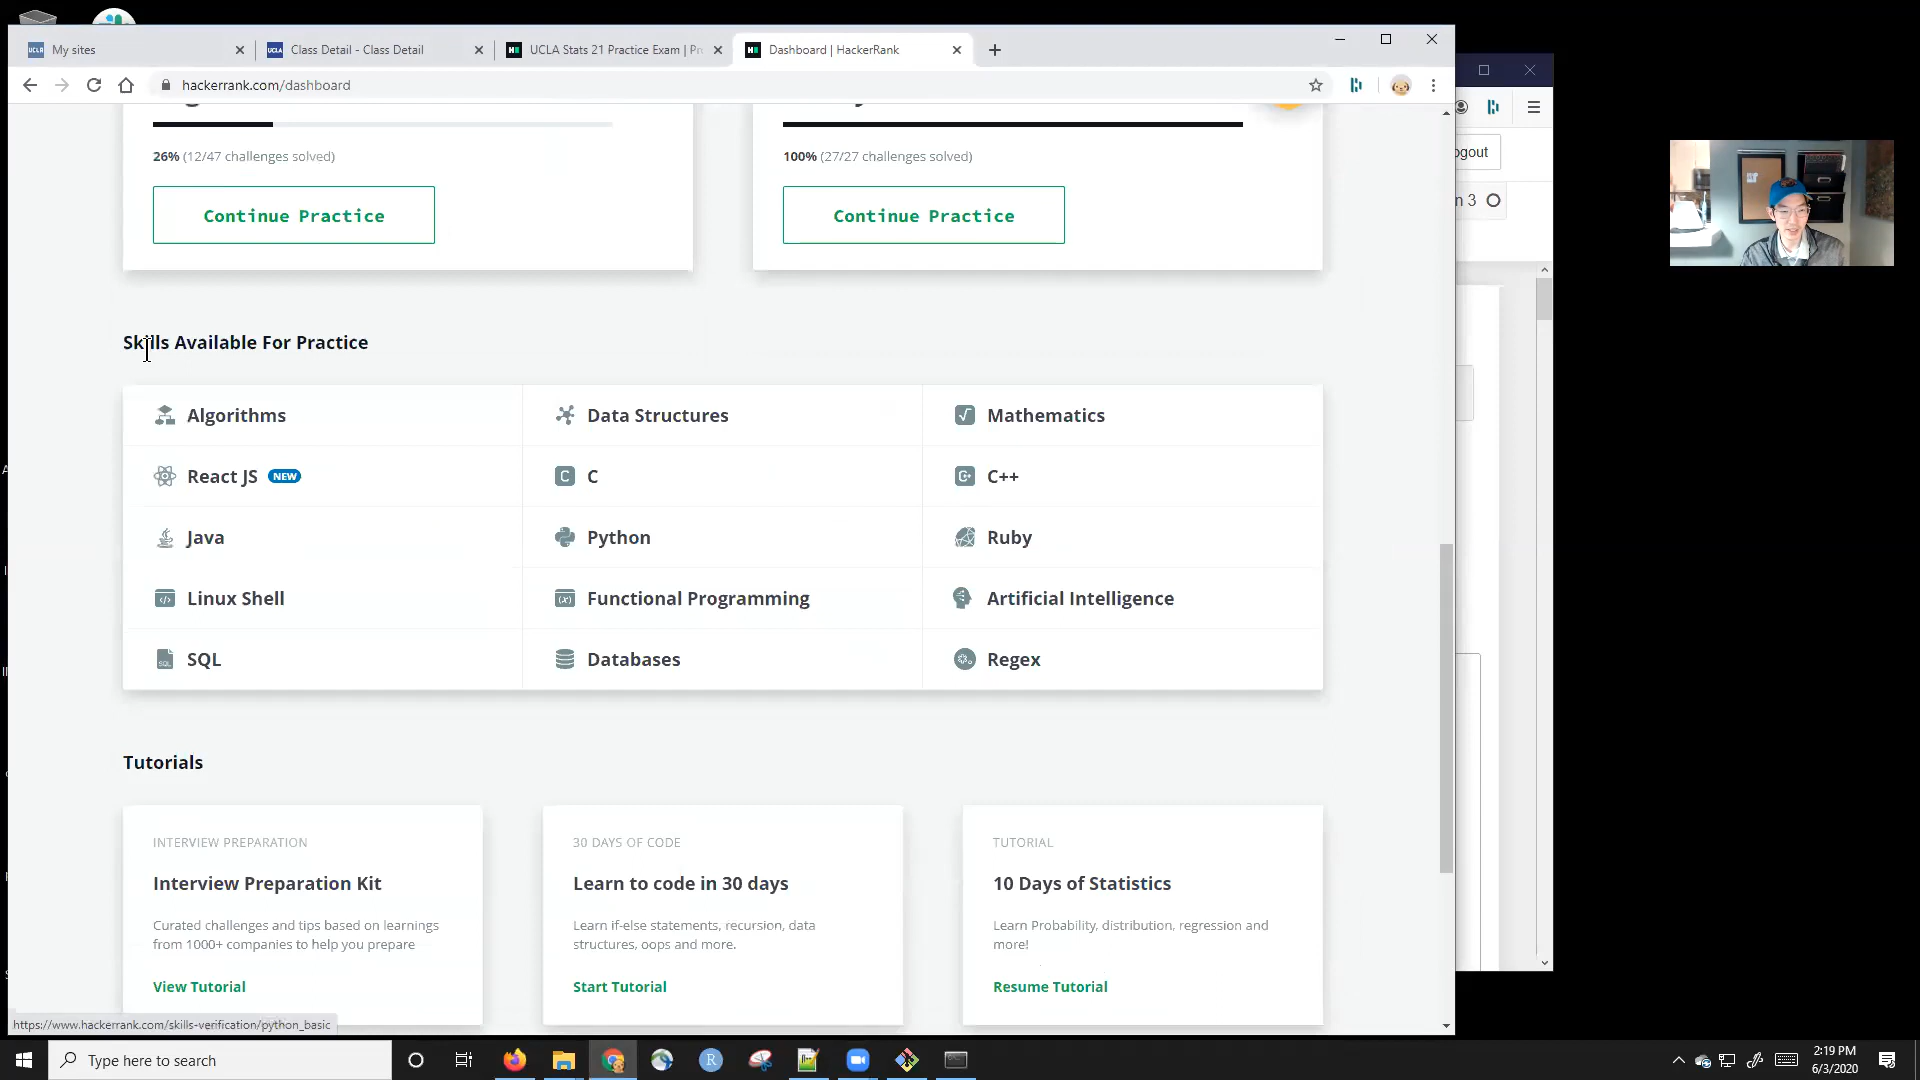 My sites
Class Detail - Class Detail
UCLA Stats 21 Practice Exam | Pr
Dashboard | HackerRank
hackerrank.com/dashboard
26% (12/47 challenges solved)
100% (27/27 challenges solved)
Continue Practice
Continue Practice
ogout
n 3
Skills Available For Practice
Algorithms
Data Structures
Mathematics
React JS NEW
C
C++
Java
Python
Ruby
Linux Shell
Functional Programming
Artificial Intelligence
SQL
Databases
Regex
Tutorials
INTERVIEW PREPARATION
Interview Preparation Kit
Curated challenges and tips based on learnings
from 1000+ companies to help you prepare
View Tutorial
30 DAYS OF CODE
Learn to code in 30 days
Learn if-else statements, recursion, data
structures, oops and more.
Start Tutorial
TUTORIAL
10 Days of Statistics
Learn Probability, distribution, regression and
more!
Resume Tutorial
https://www.hackerrank.com/skills-verification/python_basic
Type here to search
2:19 PM
6/3/2020